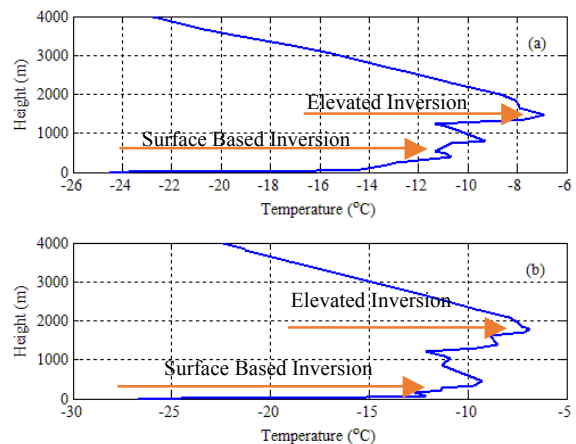 4000
(a)
3000
Height (m)
2000
Elevated Inversion
1000
Surface Based Inversion
0
-26 -24 -22 -20 -18 -16 -14 -12 -10 -8 -6
Temperature (°C)
4000
(b)
3000
Height (m)
Elevated Inversion
2000
1000
Surface Based Inversion
0
-30 -25 -20 -15 -10 -5
Temperature (°C)